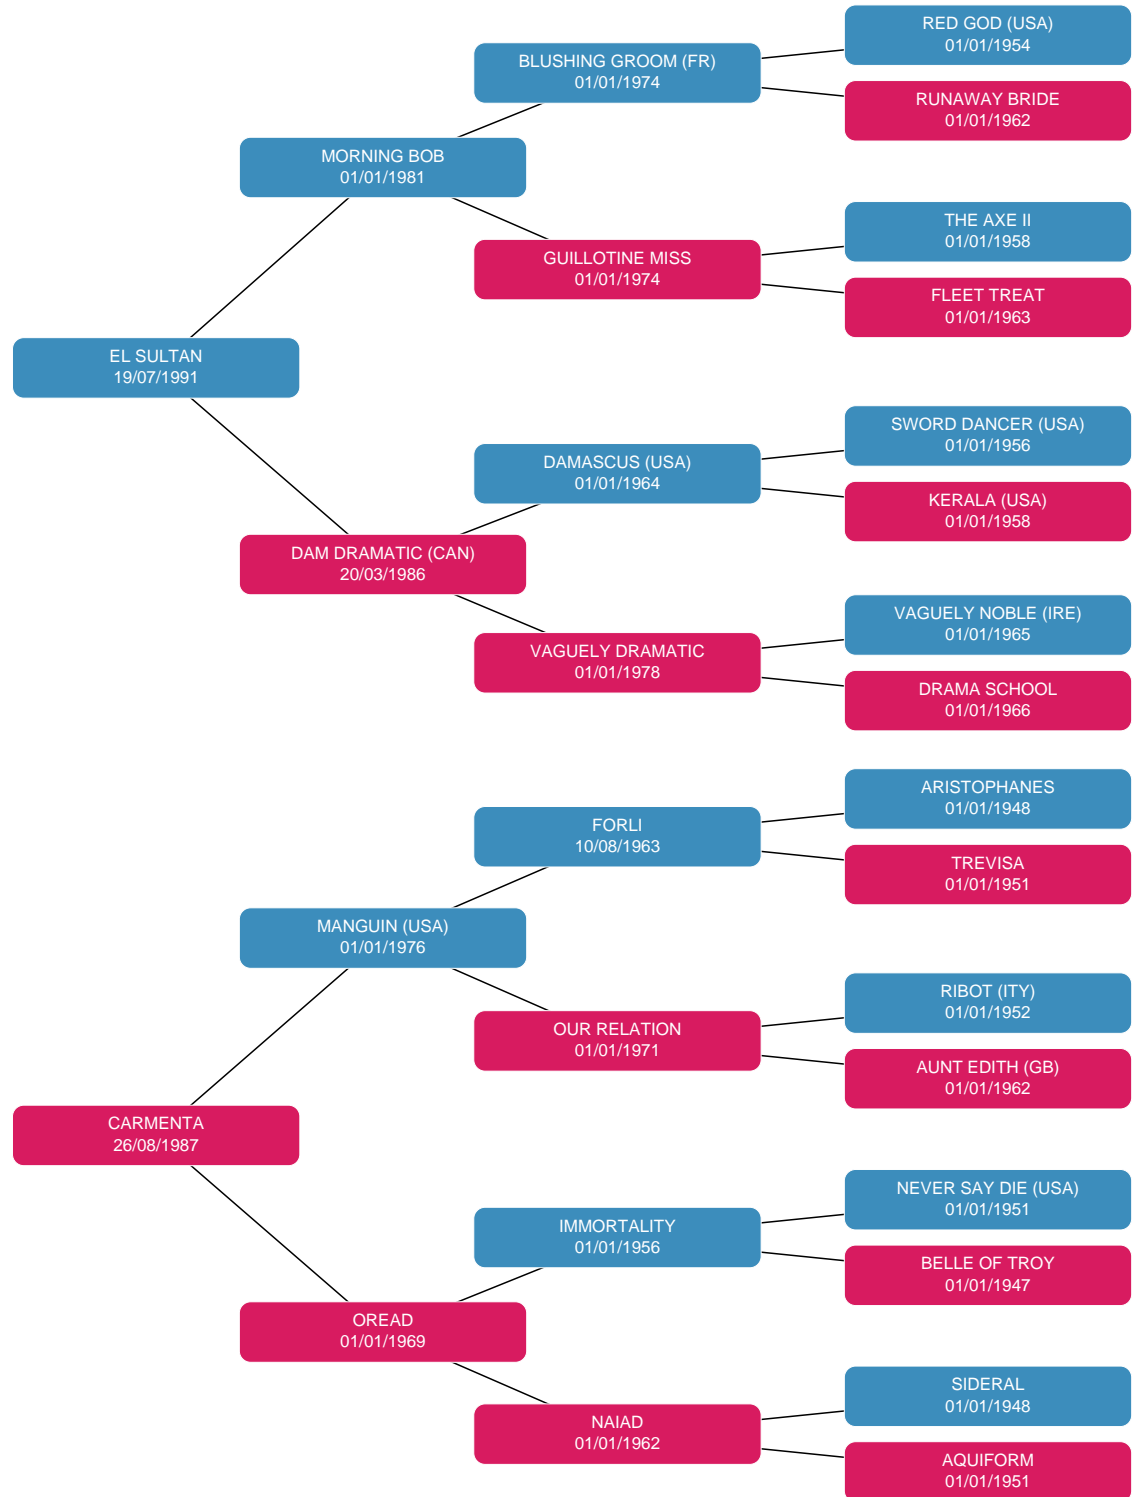 RED GOD (USA)
01/01/1954
BLUSHING GROOM (FR)
01/01/1974
RUNAWAY BRIDE
01/01/1962
MORNING BOB
01/01/1981
THE AXE II
01/01/1958
GUILLOTINE MISS
01/01/1974
FLEET TREAT
01/01/1963
EL SULTAN
19/07/1991
SWORD DANCER (USA)
01/01/1956
DAMASCUS (USA)
01/01/1964
KERALA (USA)
01/01/1958
DAM DRAMATIC (CAN)
20/03/1986
VAGUELY NOBLE (IRE)
01/01/1965
VAGUELY DRAMATIC
01/01/1978
DRAMA SCHOOL
01/01/1966
ARISTOPHANES
01/01/1948
FORLI
10/08/1963
TREVISA
01/01/1951
MANGUIN (USA)
01/01/1976
RIBOT (ITY)
01/01/1952
OUR RELATION
01/01/1971
AUNT EDITH (GB)
01/01/1962
CARMENTA
26/08/1987
NEVER SAY DIE (USA)
01/01/1951
IMMORTALITY
01/01/1956
BELLE OF TROY
01/01/1947
OREAD
01/01/1969
SIDERAL
01/01/1948
NAIAD
01/01/1962
AQUIFORM
01/01/1951